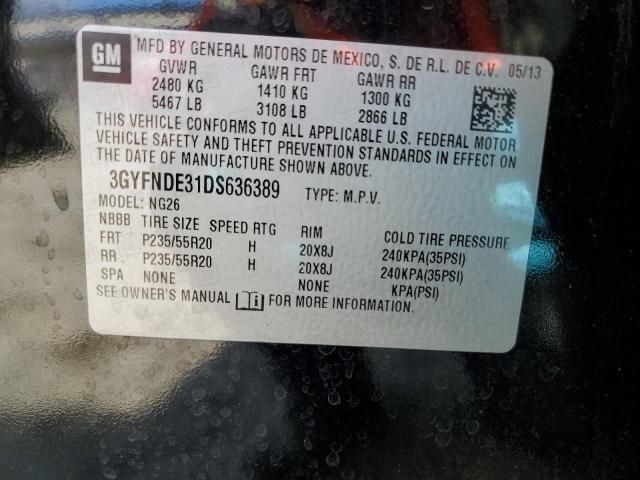 GM MFD BY GENERAL MOTORS DE MEXICO, S. DE R.L. DE C.V. 05/13
GVWR GAWR FRT GAWR RR
2480 KG 1410 KG 1300 KG
5467 LB 3108 LB 2866 LB
THIS VEHICLE CONFORMS TO ALL APPLICABLE U.S. FEDERAL MOTOR
VEHICLE SAFETY AND THEFT PREVENTION STANDARDS IN EFFECT ON
THE DATE OF MANUFACTURE SHOWN ABOVE.
3GYFNDE31DS636389 TYPE: M.P.V.
MODEL: NG26
NBBB TIRE SIZE SPEED RTG RIM COLD TIRE PRESSURE
FRT P235/55R20 H 20X8J 240KPA(35PSI)
RR P235/55R20 H 20X8J 240KPA(35PSI)
SPA NONE NONE KPA(PSI)
SEE OWNER'S MANUAL FOR MORE INFORMATION.